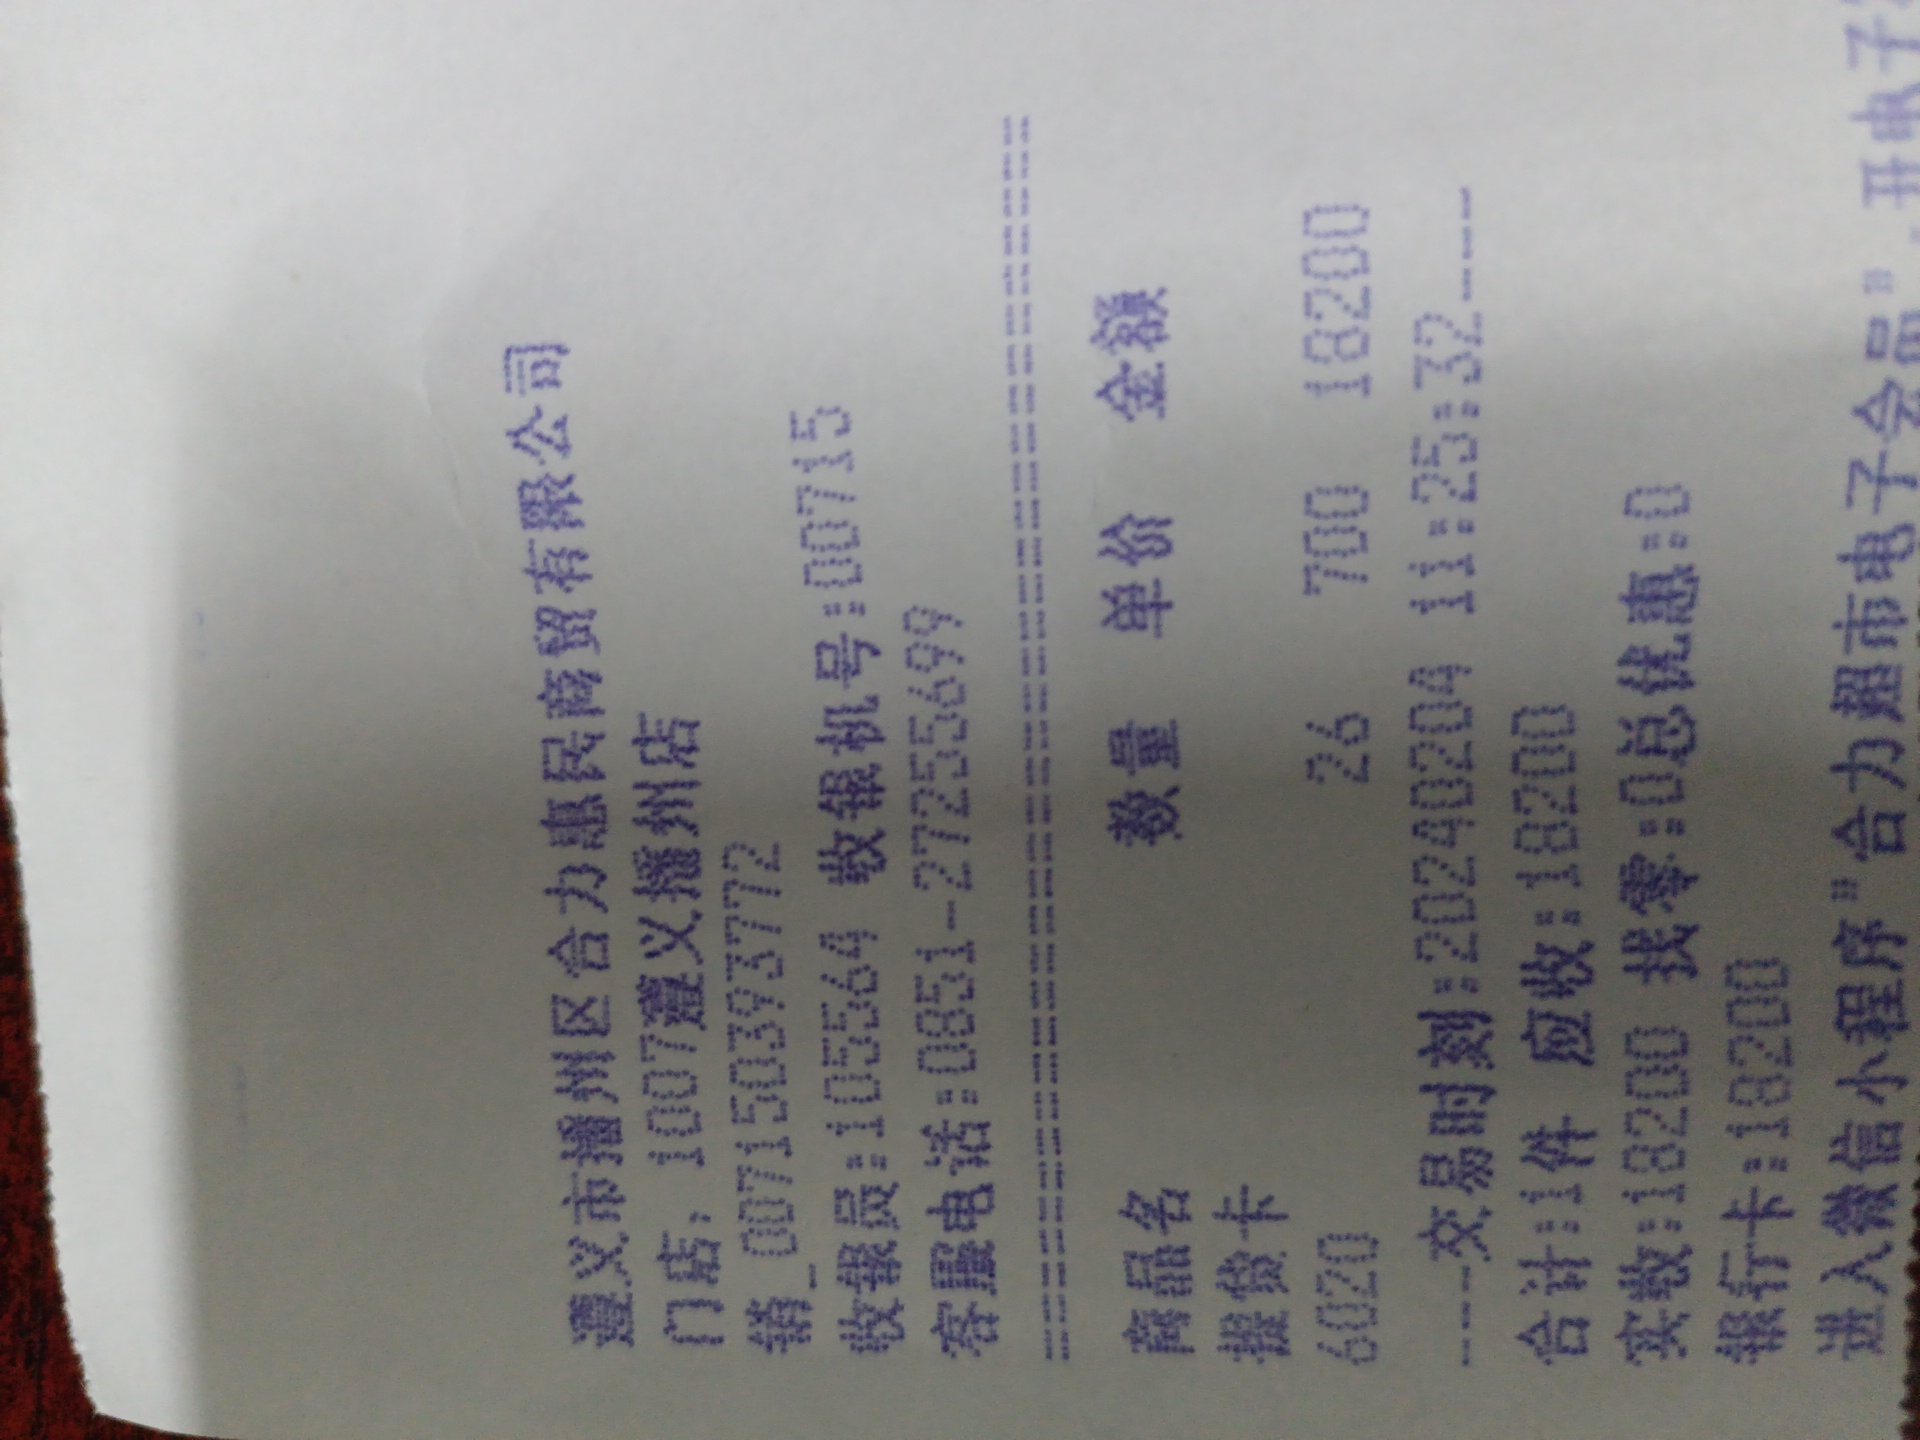 遵义市播州区合力惠民商贸有限公司
门店: 1007遵义播州店
销_0071503937772
收银员:105564 收银机号:00715
客服电话:0851-27255699
================================
商品名 数量 单价 金额
提货卡
6020 26 700 18200
----交易时刻:20240204 11:25:32----
合计:1件 应收:18200
实收:18200 找零:0总优惠:0
银行卡:18200
进入微信小程序"合力超市电子会员",开电子